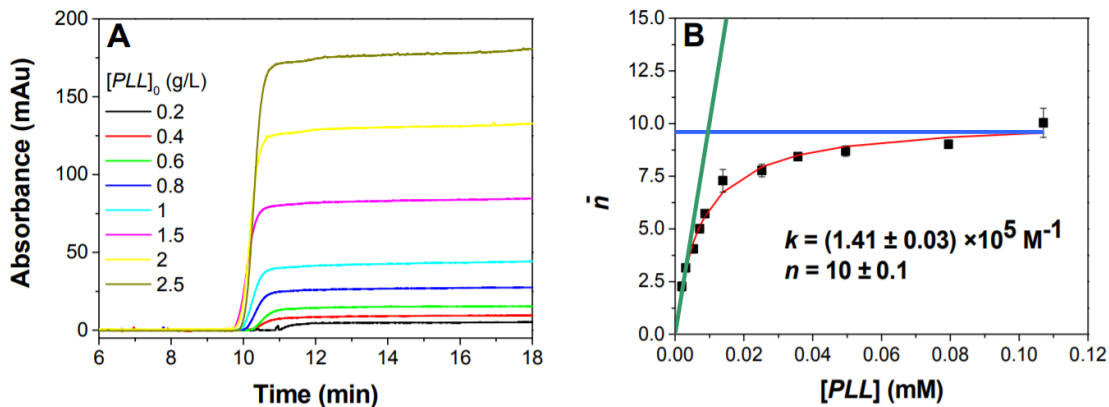 A
[PLL]₀ (g/L)
0.2
0.4
0.6
0.8
1
1.5
2
2.5
Absorbance (mAu)
200
150
100
50
0
6 8 10 12 14 16 18
Time (min)
B
n̄
15.0
12.5
10.0
7.5
5.0
2.5
0.0
k = (1.41 ± 0.03) ×10⁵ M⁻¹
n = 10 ± 0.1
0.00 0.02 0.04 0.06 0.08 0.10 0.12
[PLL] (mM)